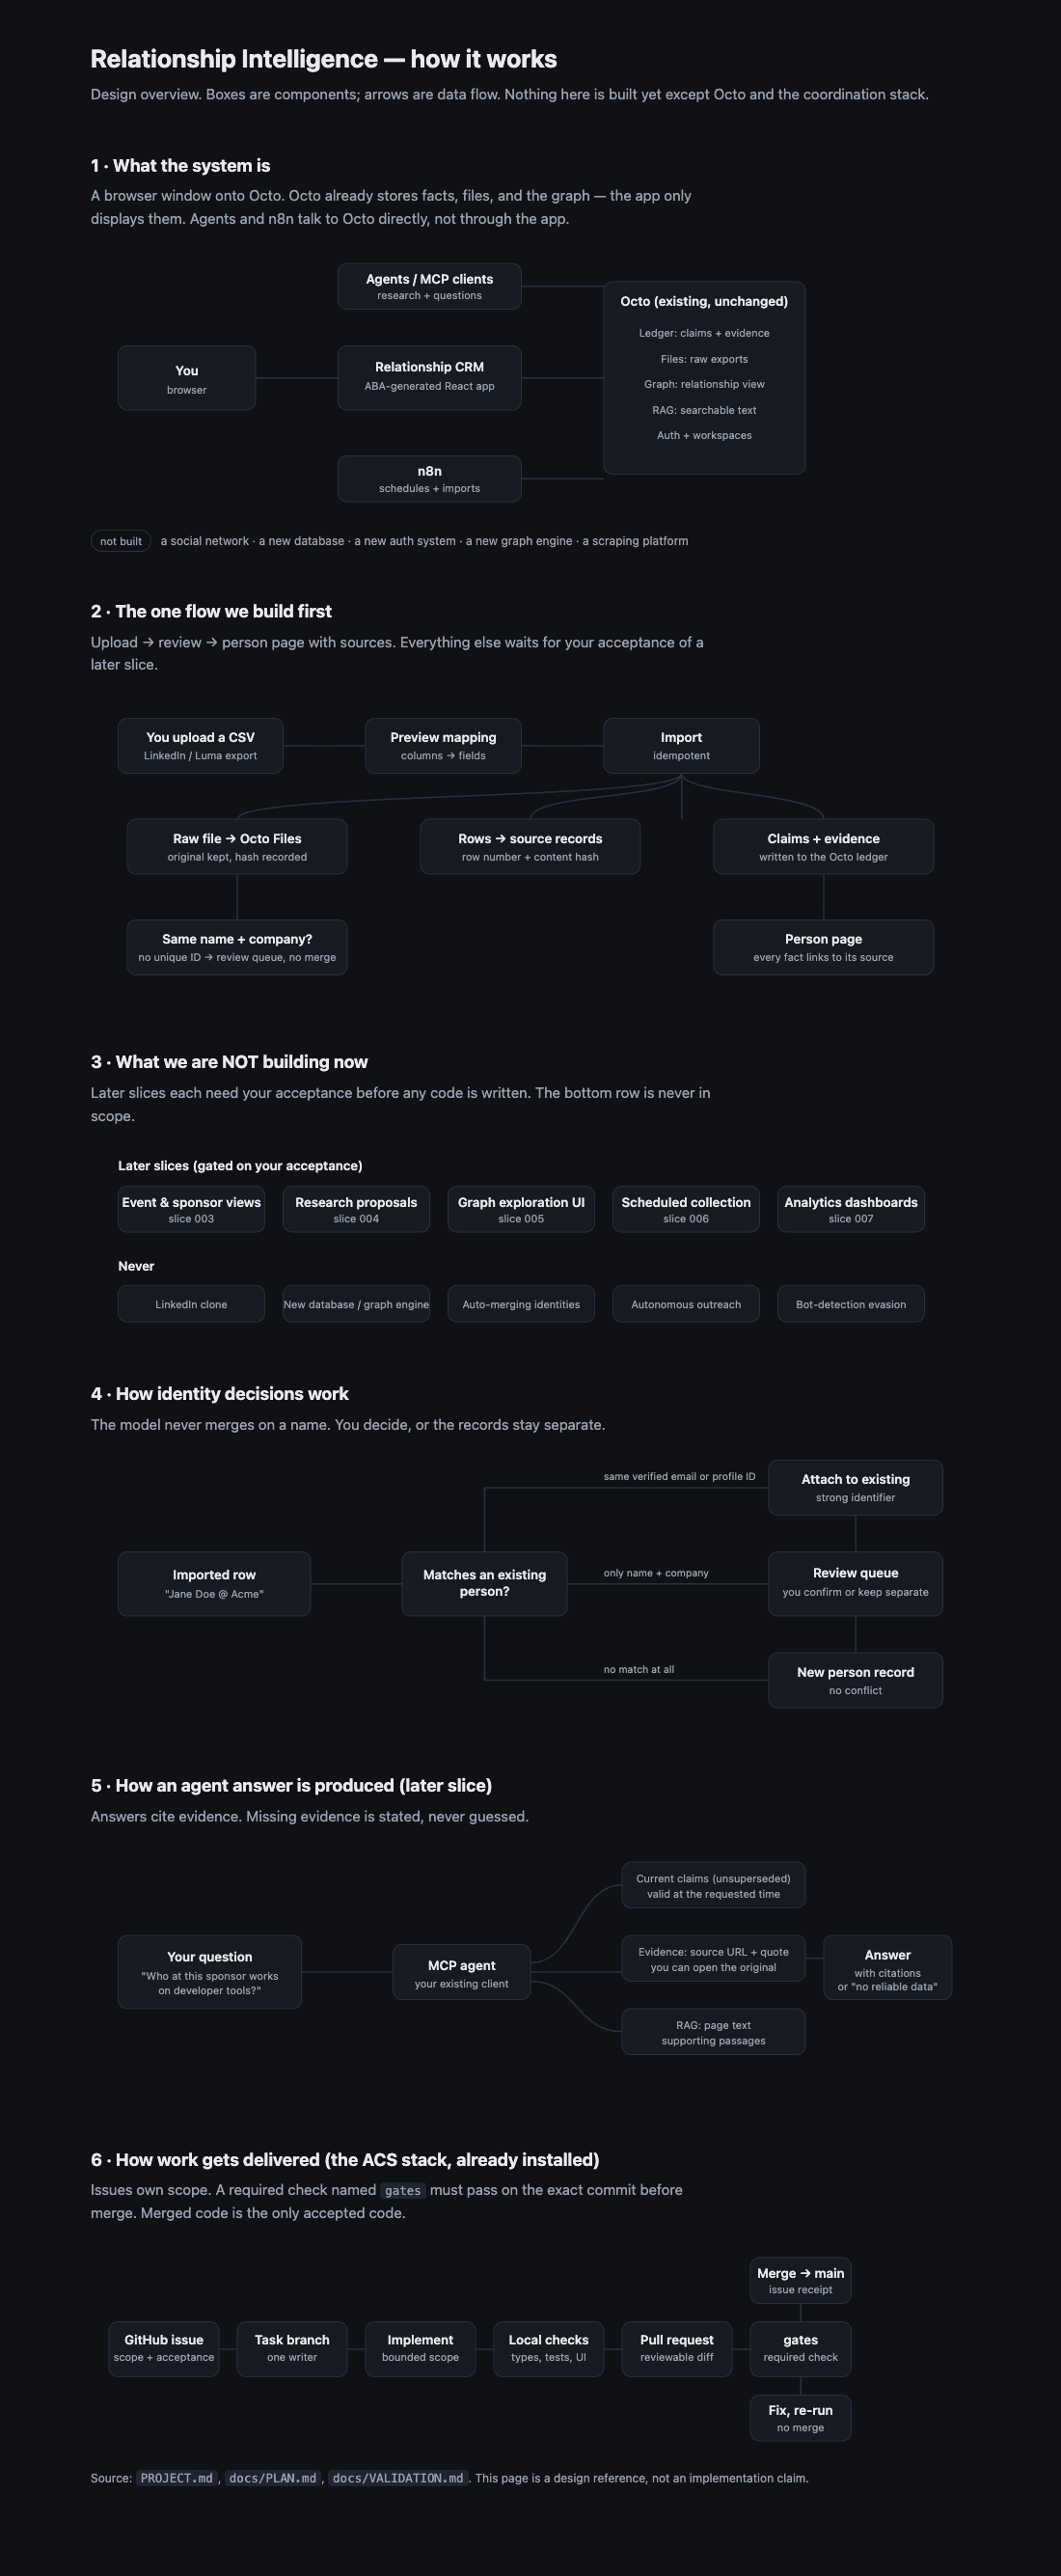 Relationship Intelligence — how it works
Design overview. Boxes are components; arrows are data flow. Nothing here is built yet except Octo and the coordination stack.
1 · What the system is
A browser window onto Octo. Octo already stores facts, files, and the graph — the app only
displays them. Agents and n8n talk to Octo directly, not through the app.
Agents / MCP clients
research + questions
You
browser
Relationship CRM
ABA-generated React app
n8n
schedules + imports
Octo (existing, unchanged)
Ledger: claims + evidence
Files: raw exports
Graph: relationship view
RAG: searchable text
Auth + workspaces
not built
a social network · a new database · a new auth system · a new graph engine · a scraping platform
2 · The one flow we build first
Upload → review → person page with sources. Everything else waits for your acceptance of a
later slice.
You upload a CSV
LinkedIn / Luma export
Preview mapping
columns → fields
Import
idempotent
Raw file → Octo Files
original kept, hash recorded
Rows → source records
row number + content hash
Claims + evidence
written to the Octo ledger
Same name + company?
no unique ID → review queue, no merge
Person page
every fact links to its source
3 · What we are NOT building now
Later slices each need your acceptance before any code is written. The bottom row is never in
scope.
Later slices (gated on your acceptance)
Event & sponsor views
slice 003
Research proposals
slice 004
Graph exploration UI
slice 005
Scheduled collection
slice 006
Analytics dashboards
slice 007
Never
LinkedIn clone
New database / graph engine
Auto-merging identities
Autonomous outreach
Bot-detection evasion
4 · How identity decisions work
The model never merges on a name. You decide, or the records stay separate.
same verified email or profile ID
Attach to existing
strong identifier
Imported row
"Jane Doe @ Acme"
Matches an existing
person?
only name + company
Review queue
you confirm or keep separate
no match at all
New person record
no conflict
5 · How an agent answer is produced (later slice)
Answers cite evidence. Missing evidence is stated, never guessed.
Your question
"Who at this sponsor works
on developer tools?"
MCP agent
your existing client
Current claims (unsuperseded)
valid at the requested time
Evidence: source URL + quote
you can open the original
RAG: page text
supporting passages
Answer
with citations
or "no reliable data"
6 · How work gets delivered (the ACS stack, already installed)
Issues own scope. A required check named gates must pass on the exact commit before
merge. Merged code is the only accepted code.
Merge → main
issue receipt
GitHub issue
scope + acceptance
Task branch
one writer
Implement
bounded scope
Local checks
types, tests, UI
Pull request
reviewable diff
gates
required check
Fix, re-run
no merge
Source: PROJECT.md, docs/PLAN.md, docs/VALIDATION.md. This page is a design reference, not an implementation claim.